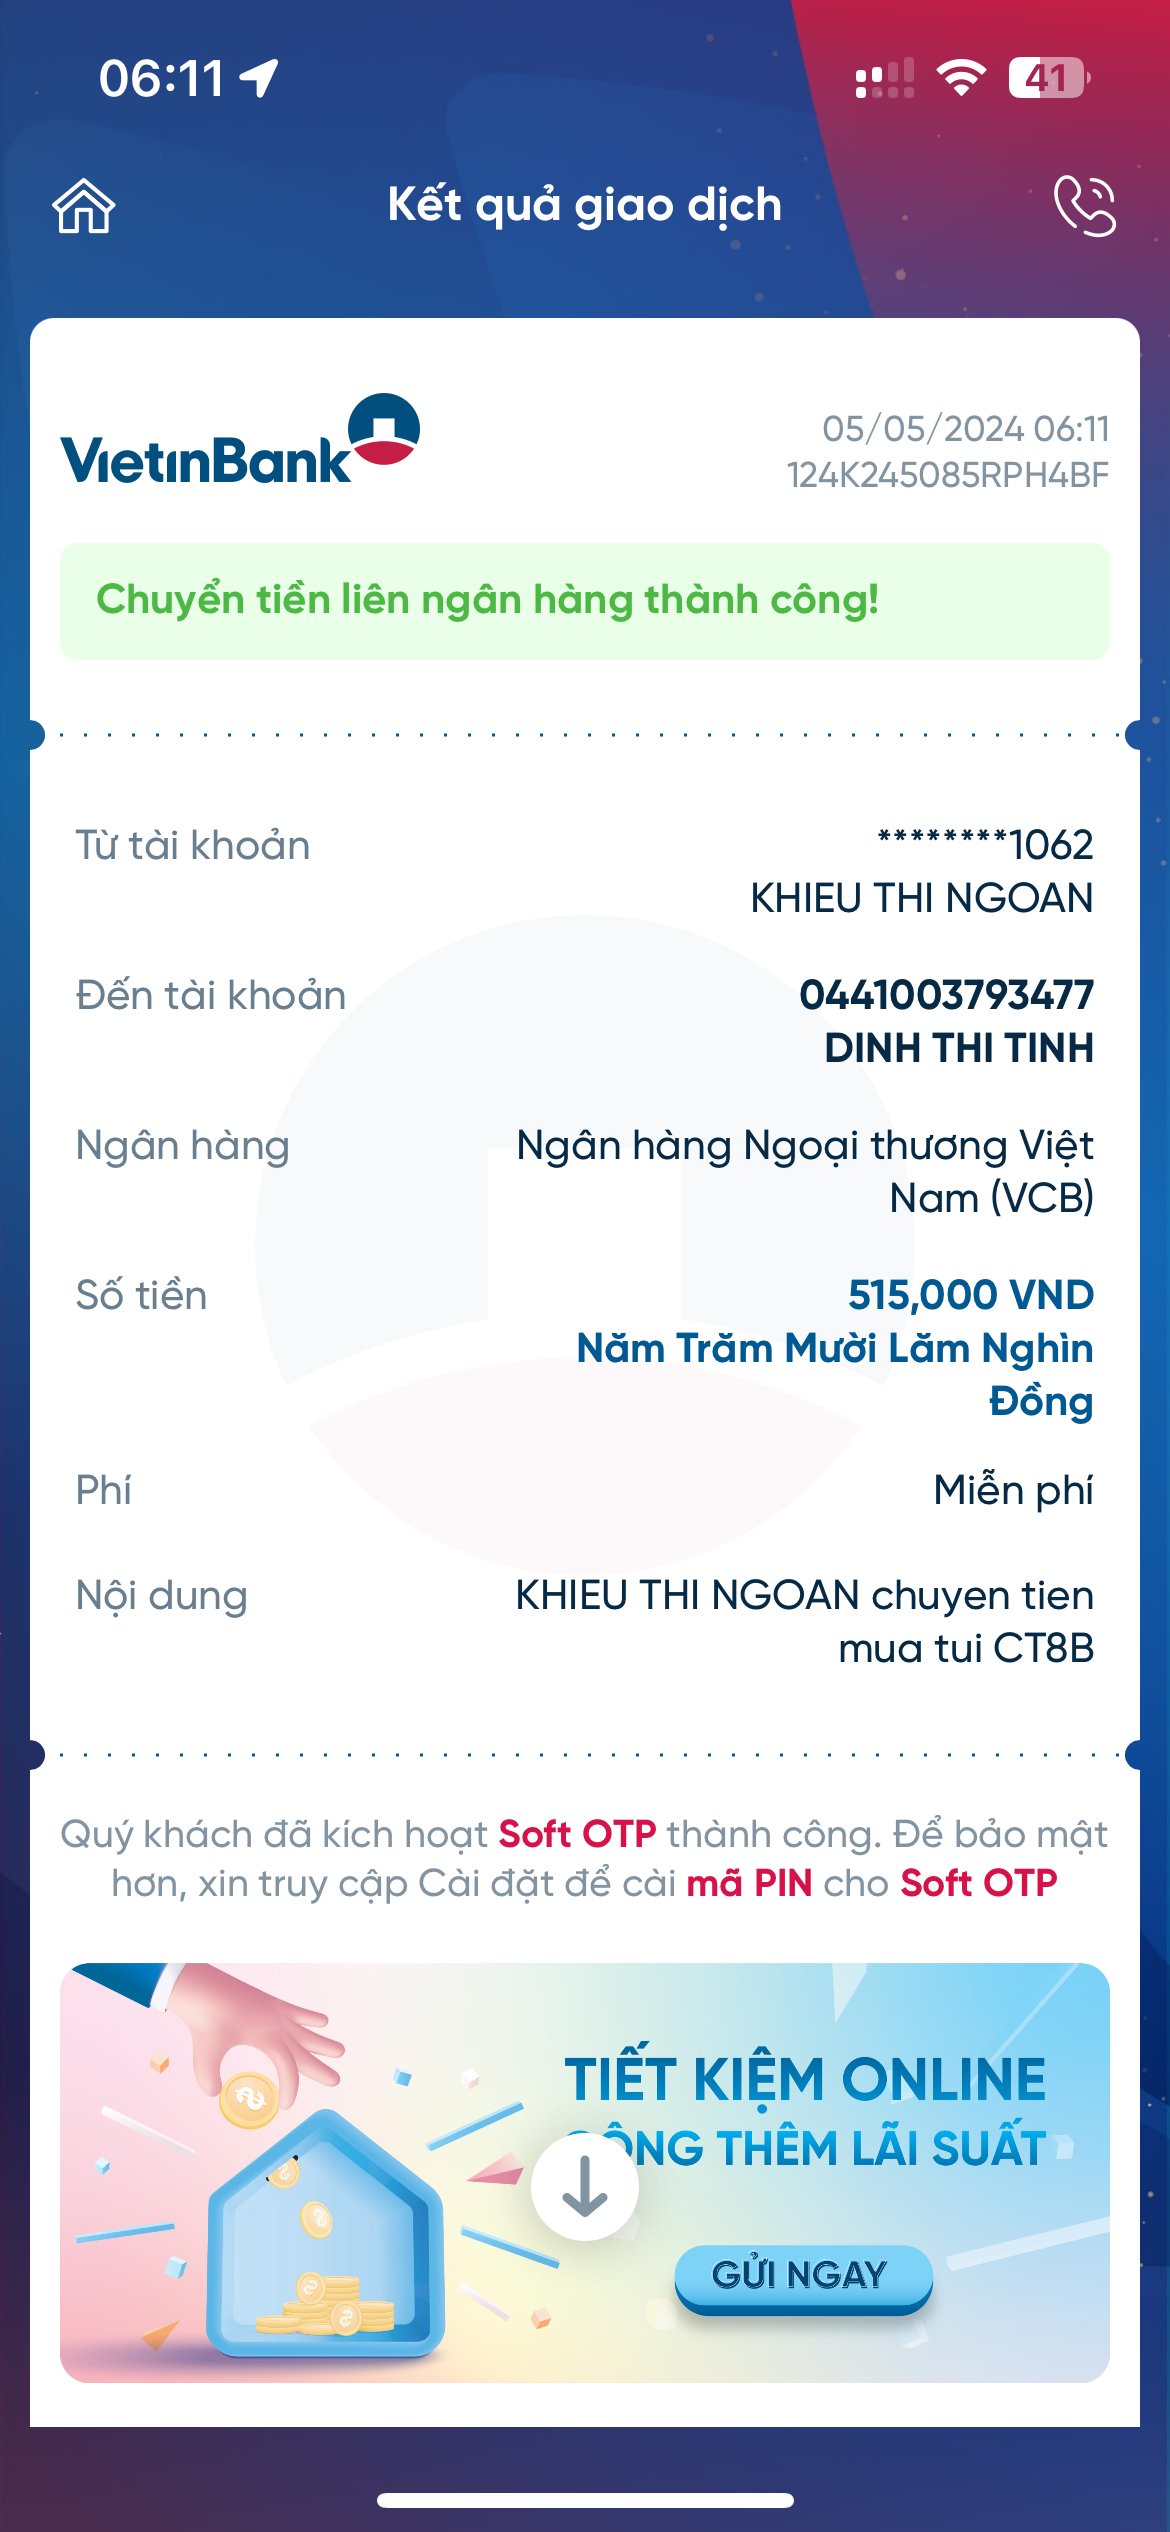 06:11
41
Kết quả giao dịch
VietinBank
05/05/2024 06:11
124K245085RPH4BF
Chuyển tiền liên ngân hàng thành công!
Từ tài khoản
********1062
KHIEU THI NGOAN
Đến tài khoản
0441003793477
DINH THI TINH
Ngân hàng
Ngân hàng Ngoại thương Việt
Nam (VCB)
Số tiền
515,000 VND
Năm Trăm Mười Lăm Nghìn
Đồng
Phí
Miễn phí
Nội dung
KHIEU THI NGOAN chuyen tien
mua tui CT8B
Quý khách đã kích hoạt Soft OTP thành công. Để bảo mật
hơn, xin truy cập Cài đặt để cài mã PIN cho Soft OTP
TIẾT KIỆM ONLINE
CỘNG THÊM LÃI SUẤT
GỬI NGAY